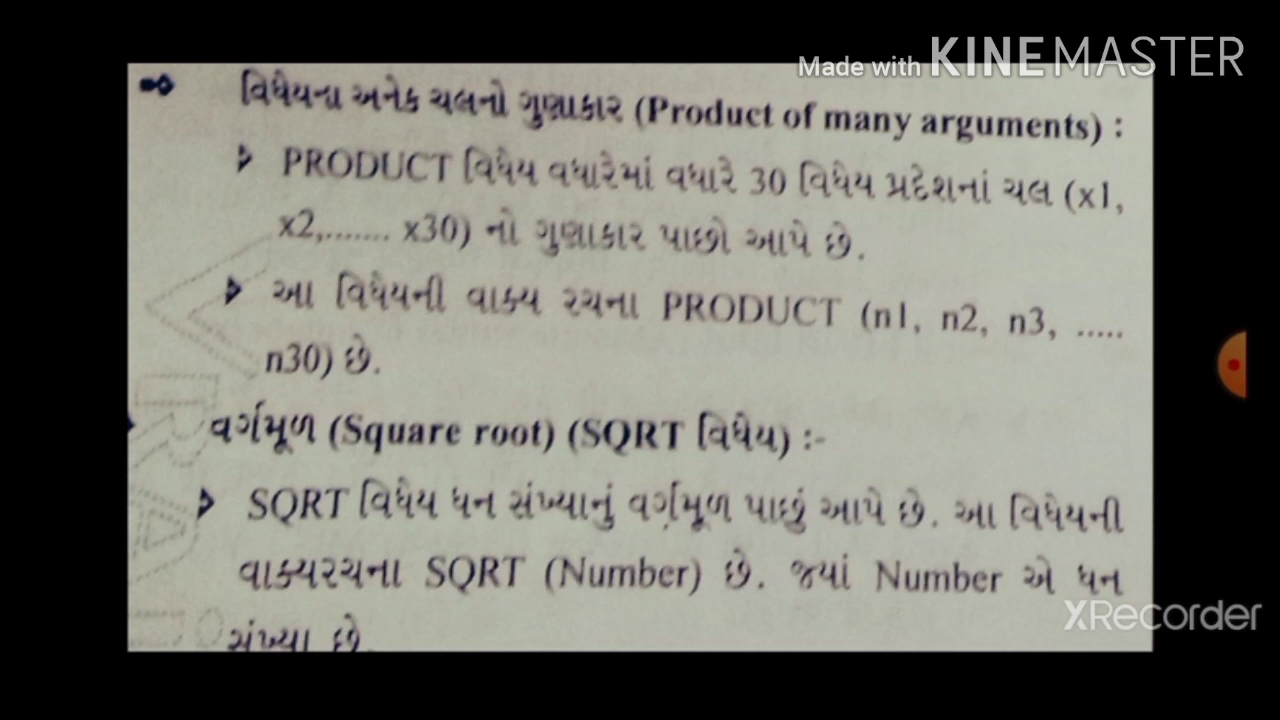 Made with KINEMASTER
વિધેયના અનેક ચલનો ગુણાકાર (Product of many arguments) :
PRODUCT વિધેય વધારેમાં વધારે 30 વિધેય પ્રદેશનાં ચલ (x1,
x2,....... x30) નો ગુણાકાર પાછો આપે છે.
આ વિધેયની વાક્ય રચના PRODUCT (n1, n2, n3, .....
n30) છે.
વર્ગમૂળ (Square root) (SQRT વિધેય) :-
SQRT વિધેય ધન સંખ્યાનું વર્ગમૂળ પાછું આપે છે. આ વિધેયની
વાક્યરચના SQRT (Number) છે. જયાં Number એ ધન
સંખ્યા છે.
XRecorder